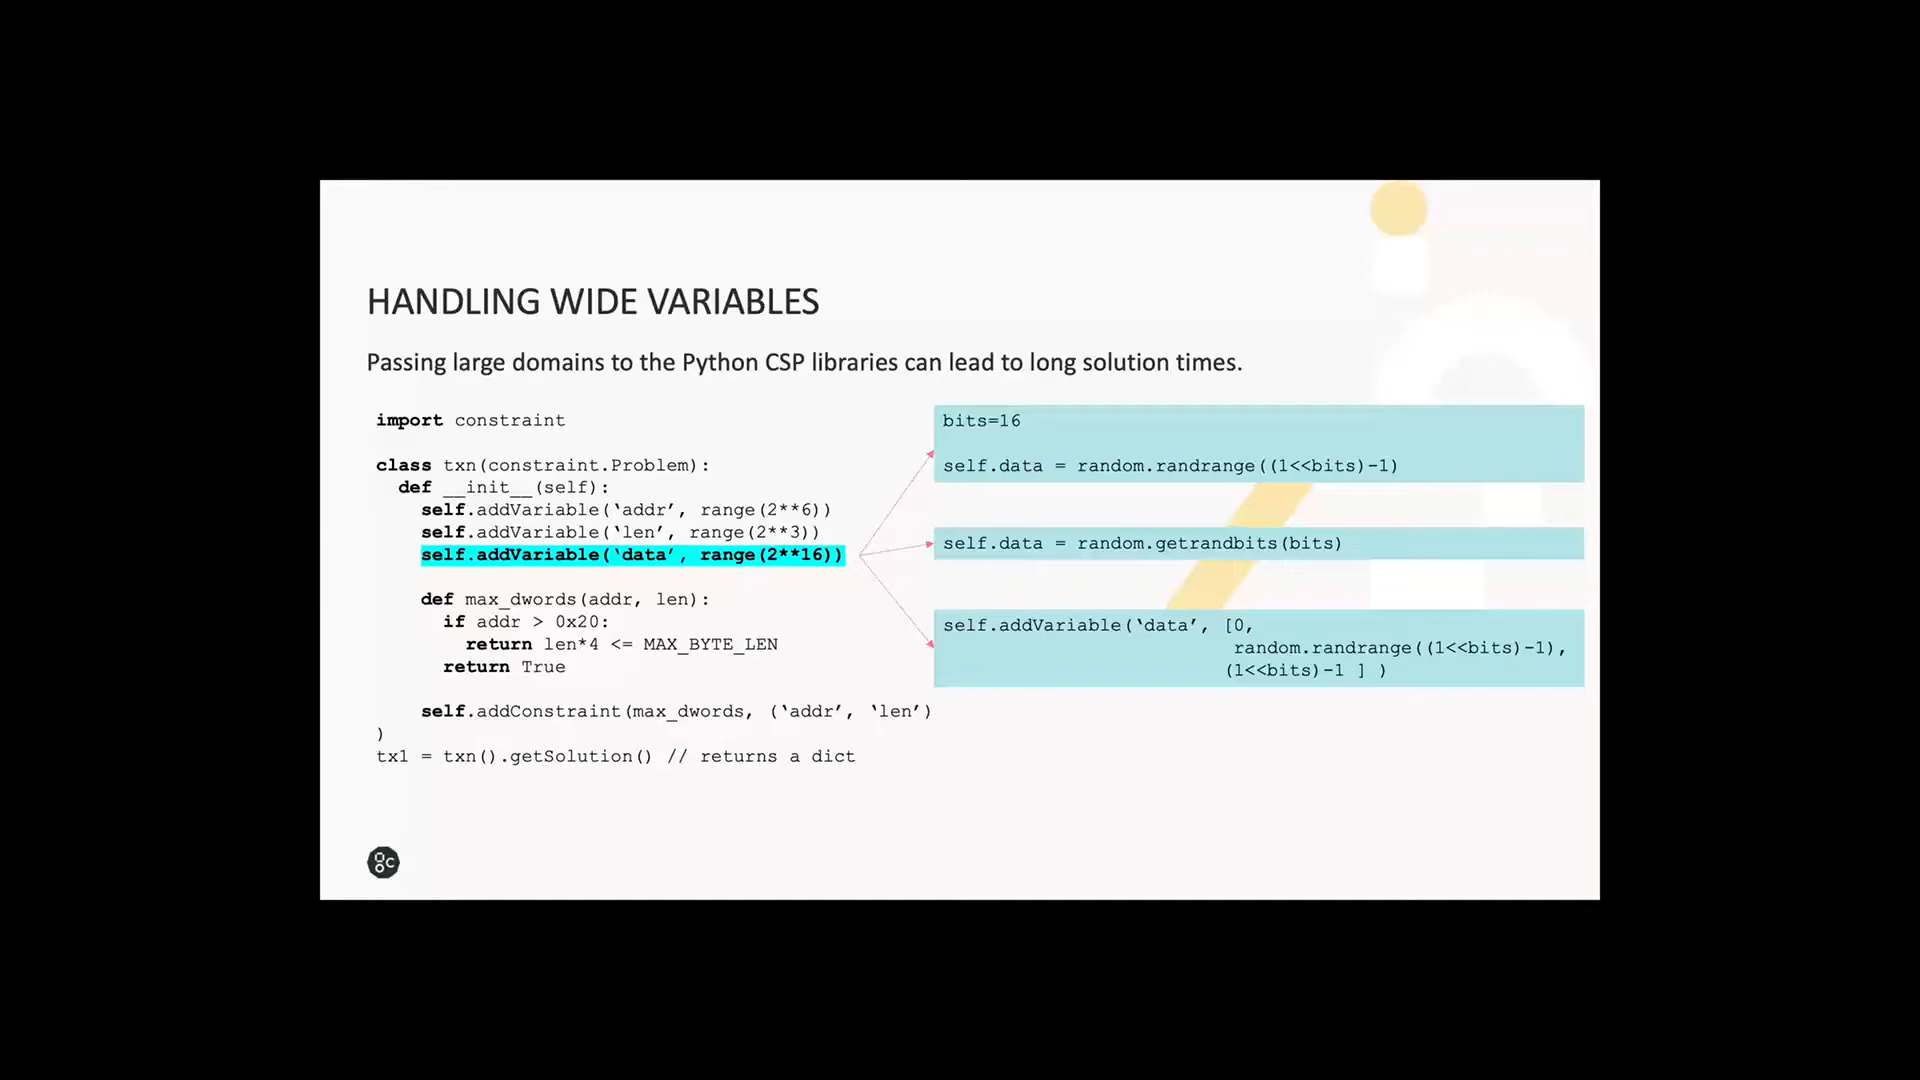 HANDLING WIDE VARIABLES
Passing large domains to the Python CSP libraries can lead to long solution times.
import constraint
class txn(constraint.Problem):
def __init__(self):
self.addVariable(‘addr’, range(2**6))
self.addVariable(‘len’, range(2**3))
self.addVariable(‘data’, range(2**16))
def max_dwords(addr, len):
if addr > 0x20:
return len*4 <= MAX_BYTE_LEN
return True
self.addConstraint(max_dwords, (‘addr’, ‘len’)
)
tx1 = txn().getSolution() // returns a dict
bits=16
self.data = random.randrange((1<<bits)-1)
self.data = random.getrandbits(bits)
self.addVariable(‘data’, [0,
random.randrange((1<<bits)-1),
(1<<bits)-1 ] )
gc